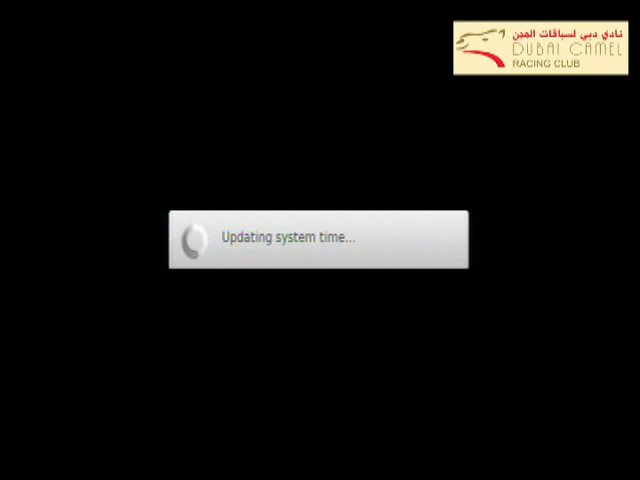 نادي دبي لسباقات الهجن
DUBAI CAMEL
RACING CLUB
Updating system time...